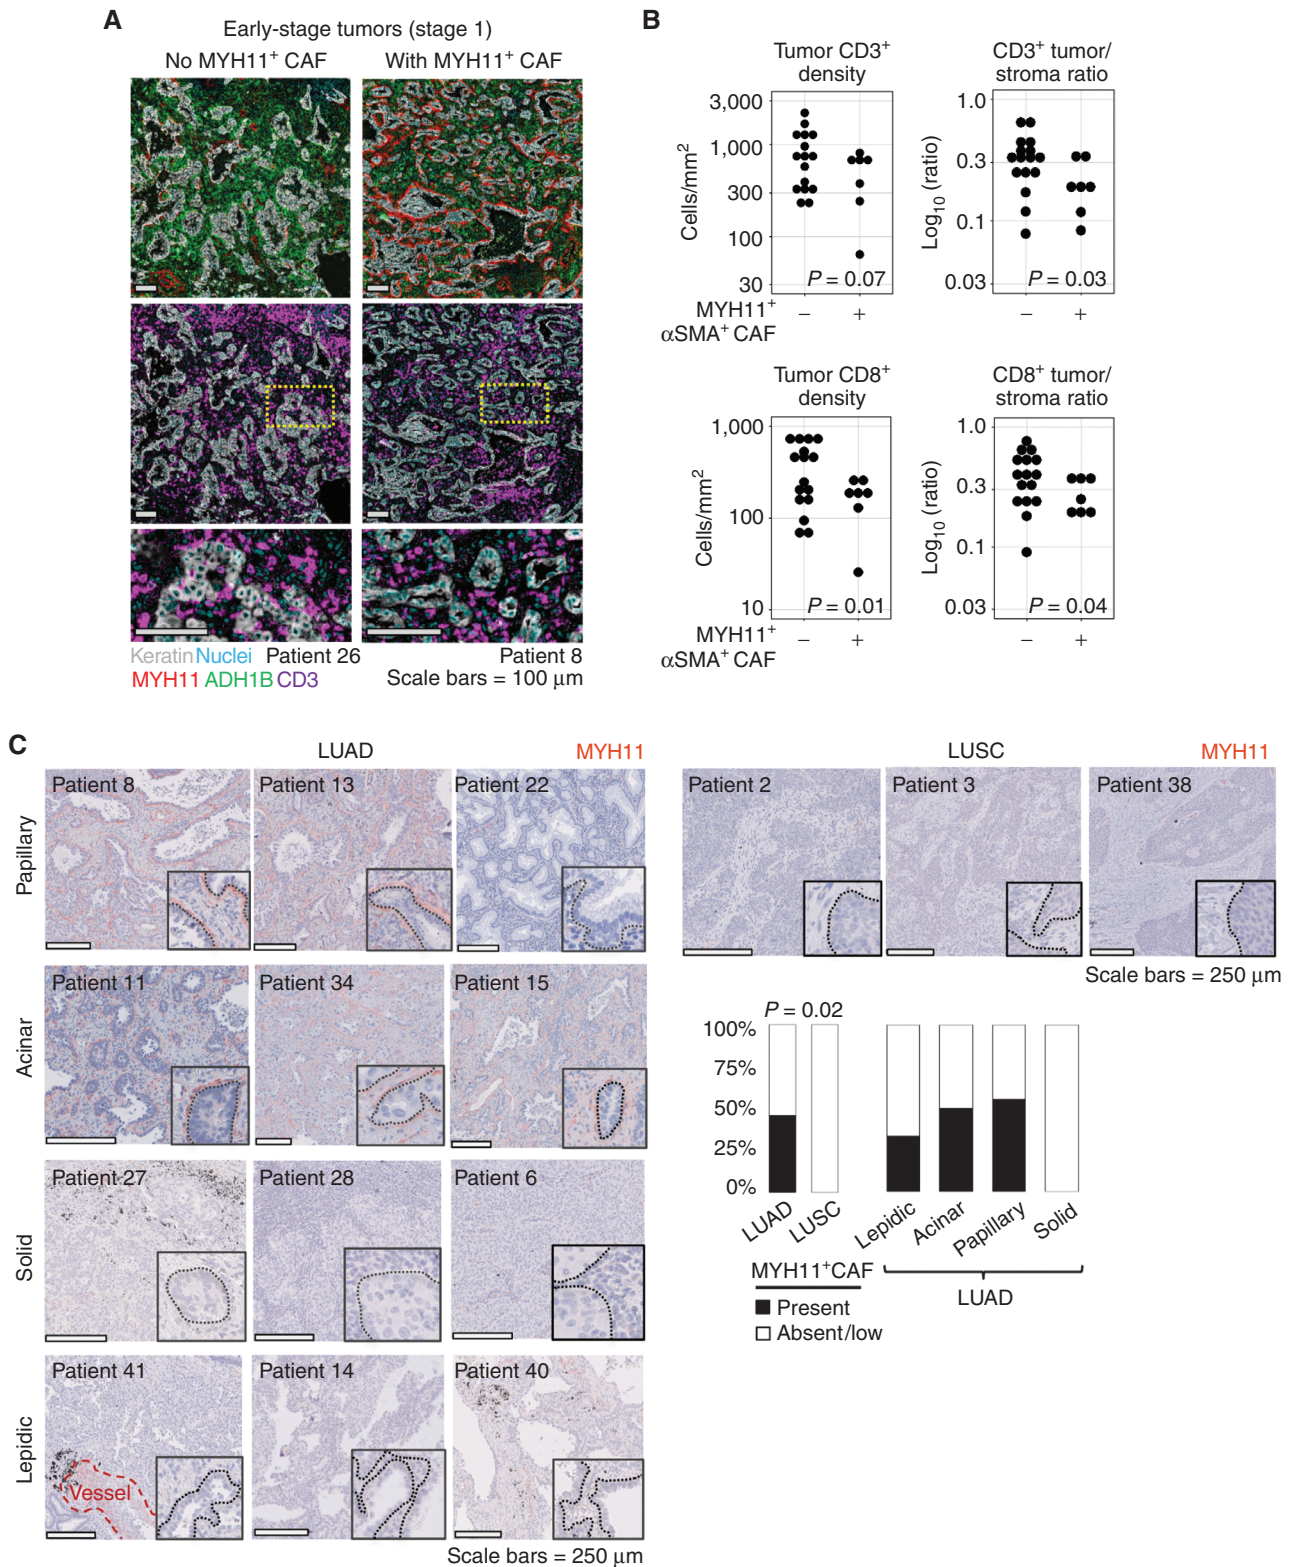 A
Early-stage tumors (stage 1)
No MYH11⁺ CAF
With MYH11⁺ CAF
Keratin Nuclei Patient 26
Patient 8
MYH11 ADH1B CD3
Scale bars = 100 μm
B
Tumor CD3⁺
density
3,000
1,000
300
100
30
Cells/mm²
P = 0.07
CD3⁺ tumor/
stroma ratio
1.0
0.3
0.1
0.03
Log₁₀ (ratio)
P = 0.03
MYH11⁺
αSMA⁺ CAF
– +
– +
Tumor CD8⁺
density
1,000
100
10
Cells/mm²
P = 0.01
CD8⁺ tumor/
stroma ratio
1.0
0.3
0.1
0.03
Log₁₀ (ratio)
P = 0.04
MYH11⁺
αSMA⁺ CAF
– +
– +
C
LUAD
MYH11
Papillary
Patient 8
Patient 13
Patient 22
Acinar
Patient 11
Patient 34
Patient 15
Solid
Patient 27
Patient 28
Patient 6
Lepidic
Patient 41
Vessel
Patient 14
Patient 40
Scale bars = 250 μm
LUSC
MYH11
Patient 2
Patient 3
Patient 38
Scale bars = 250 μm
P = 0.02
100%
75%
50%
25%
0%
LUAD
LUSC
Lepidic
Acinar
Papillary
Solid
LUAD
MYH11⁺CAF
Present
Absent/low